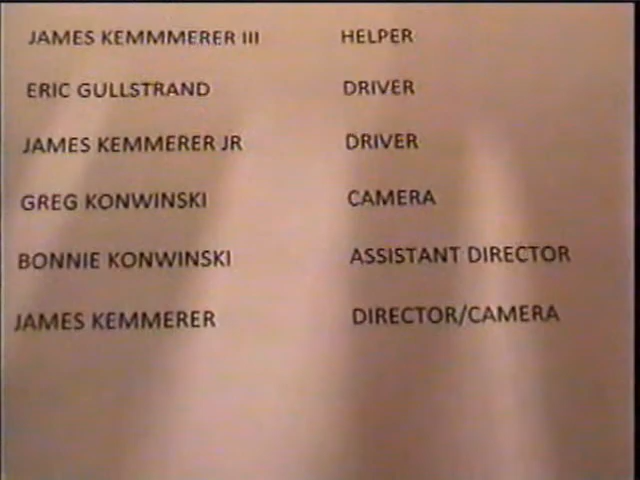 JAMES KEMMMERER III HELPER
ERIC GULLSTRAND DRIVER
JAMES KEMMERER JR DRIVER
GREG KONWINSKI CAMERA
BONNIE KONWINSKI ASSISTANT DIRECTOR
JAMES KEMMERER DIRECTOR/CAMERA